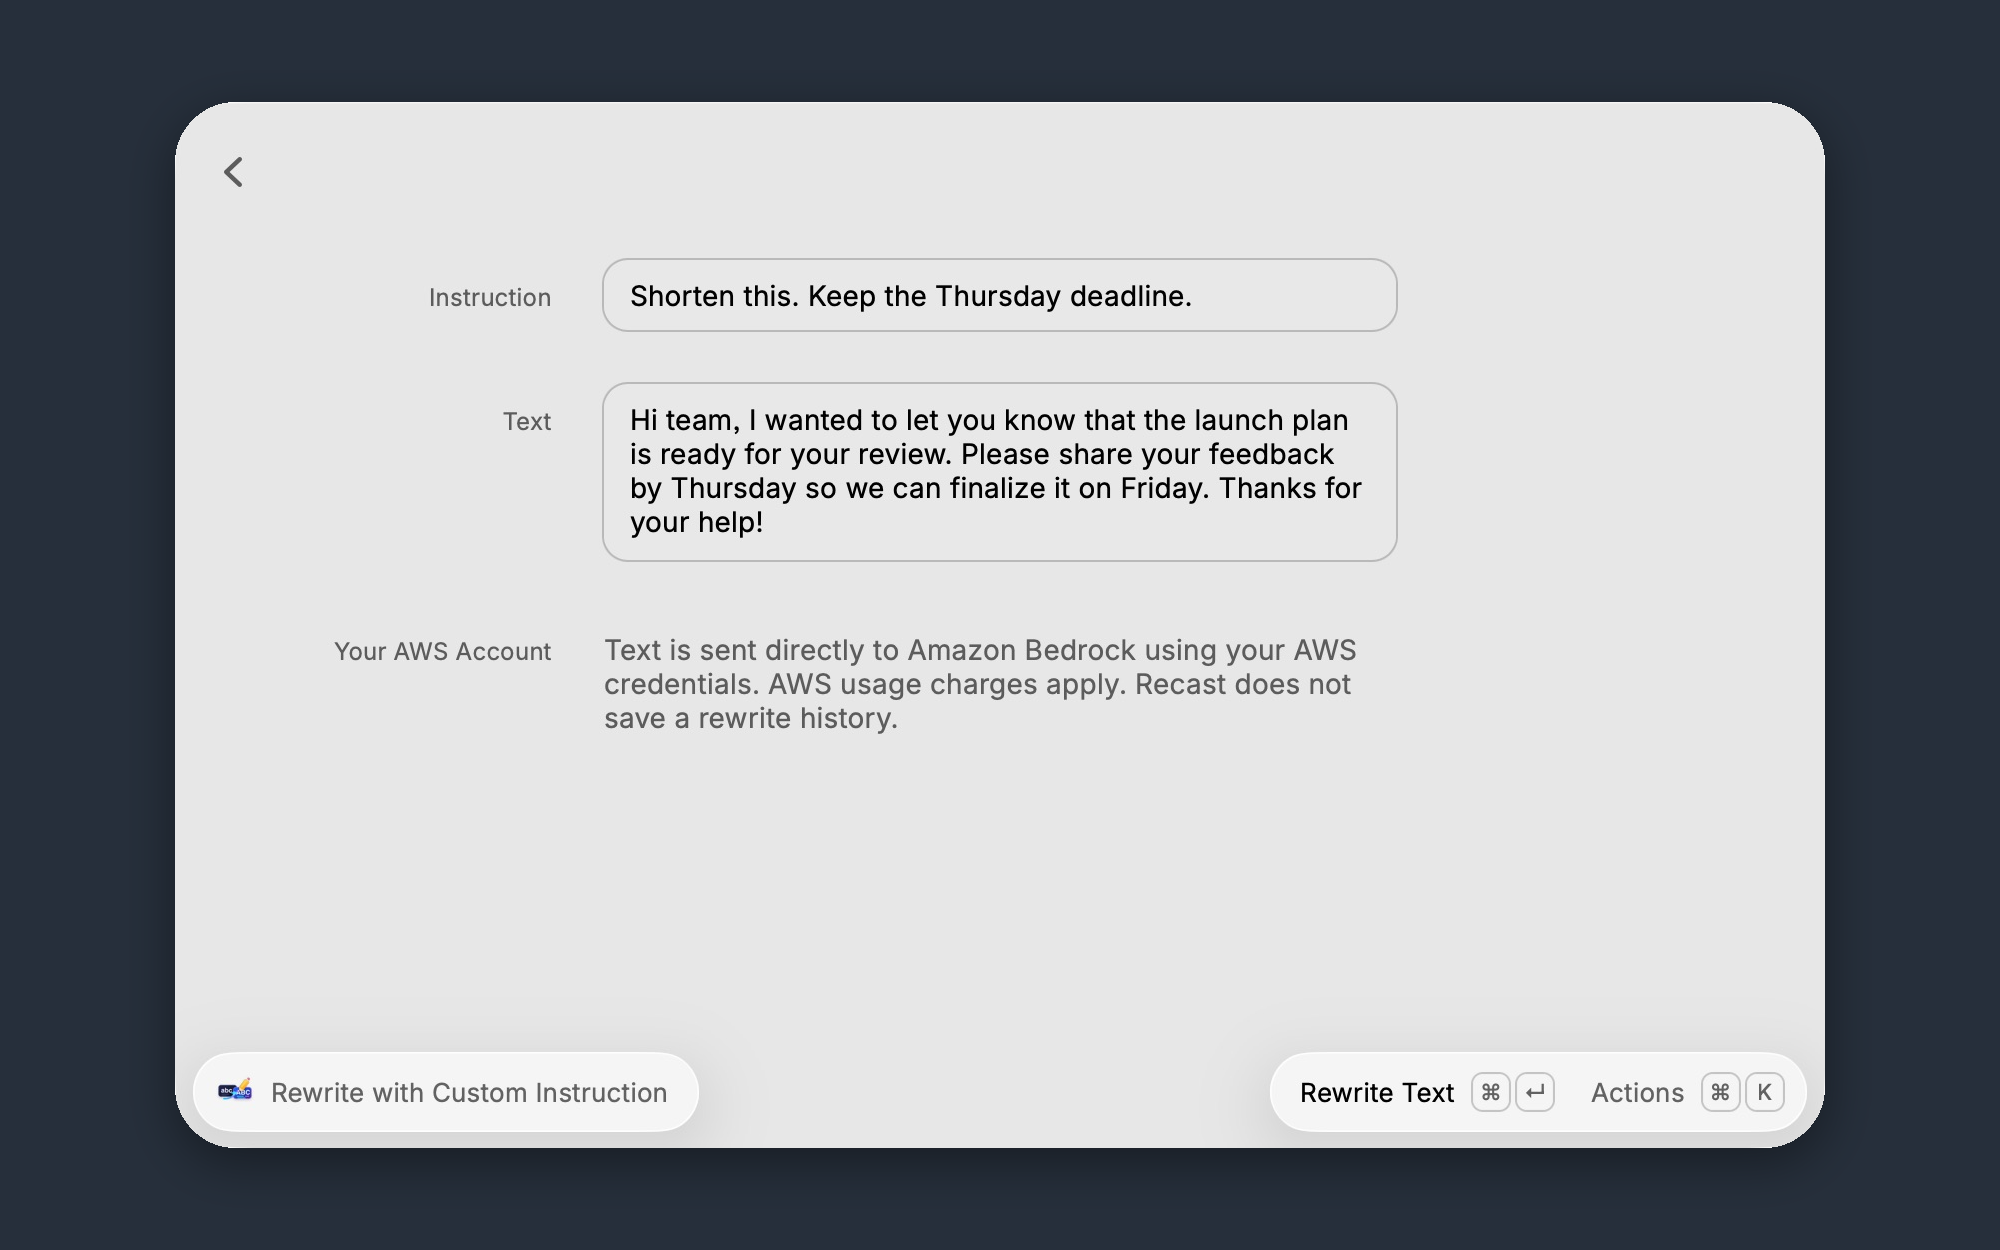 Instruction
Shorten this. Keep the Thursday deadline.
Text
Hi team, I wanted to let you know that the launch plan
is ready for your review. Please share your feedback
by Thursday so we can finalize it on Friday. Thanks for
your help!
Your AWS Account
Text is sent directly to Amazon Bedrock using your AWS
credentials. AWS usage charges apply. Recast does not
save a rewrite history.
Rewrite with Custom Instruction
Rewrite Text ⌘ ↵ Actions ⌘ K